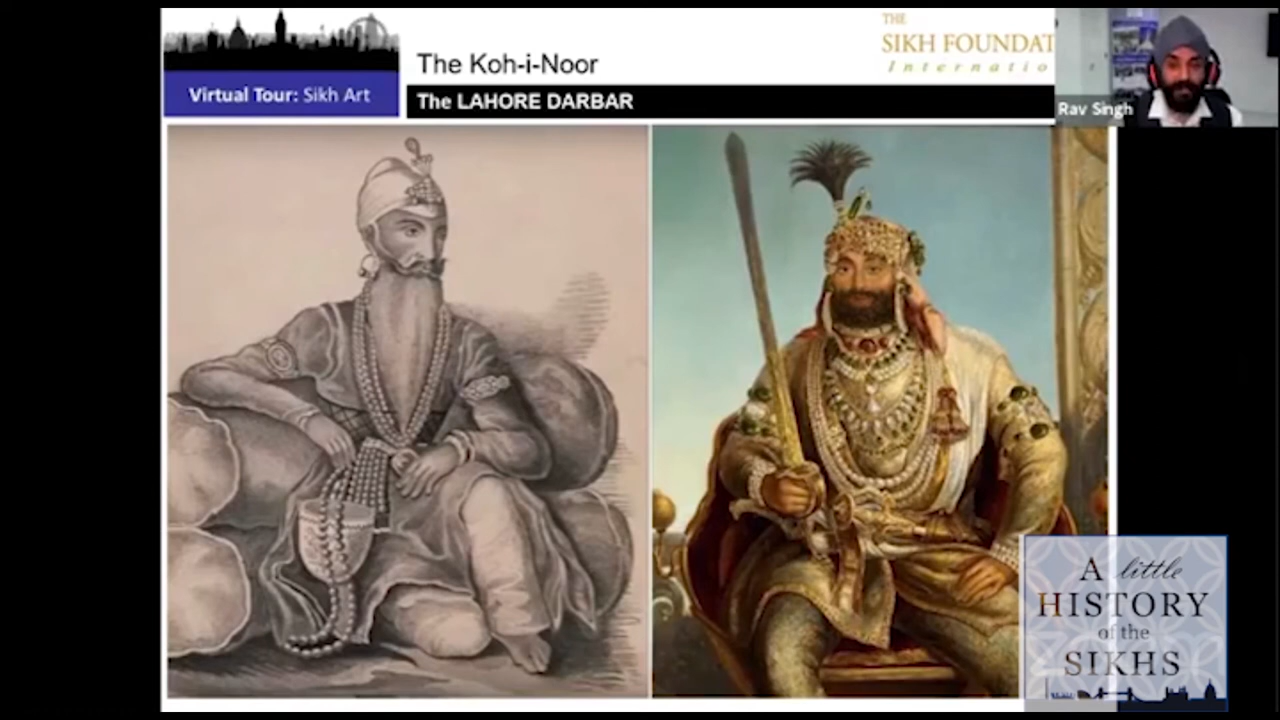 The Koh-i-Noor
THE
SIKH FOUNDAT
Internatio
Virtual Tour: Sikh Art
The LAHORE DARBAR
Rav Singh
A little
HISTORY
of the
SIKHS